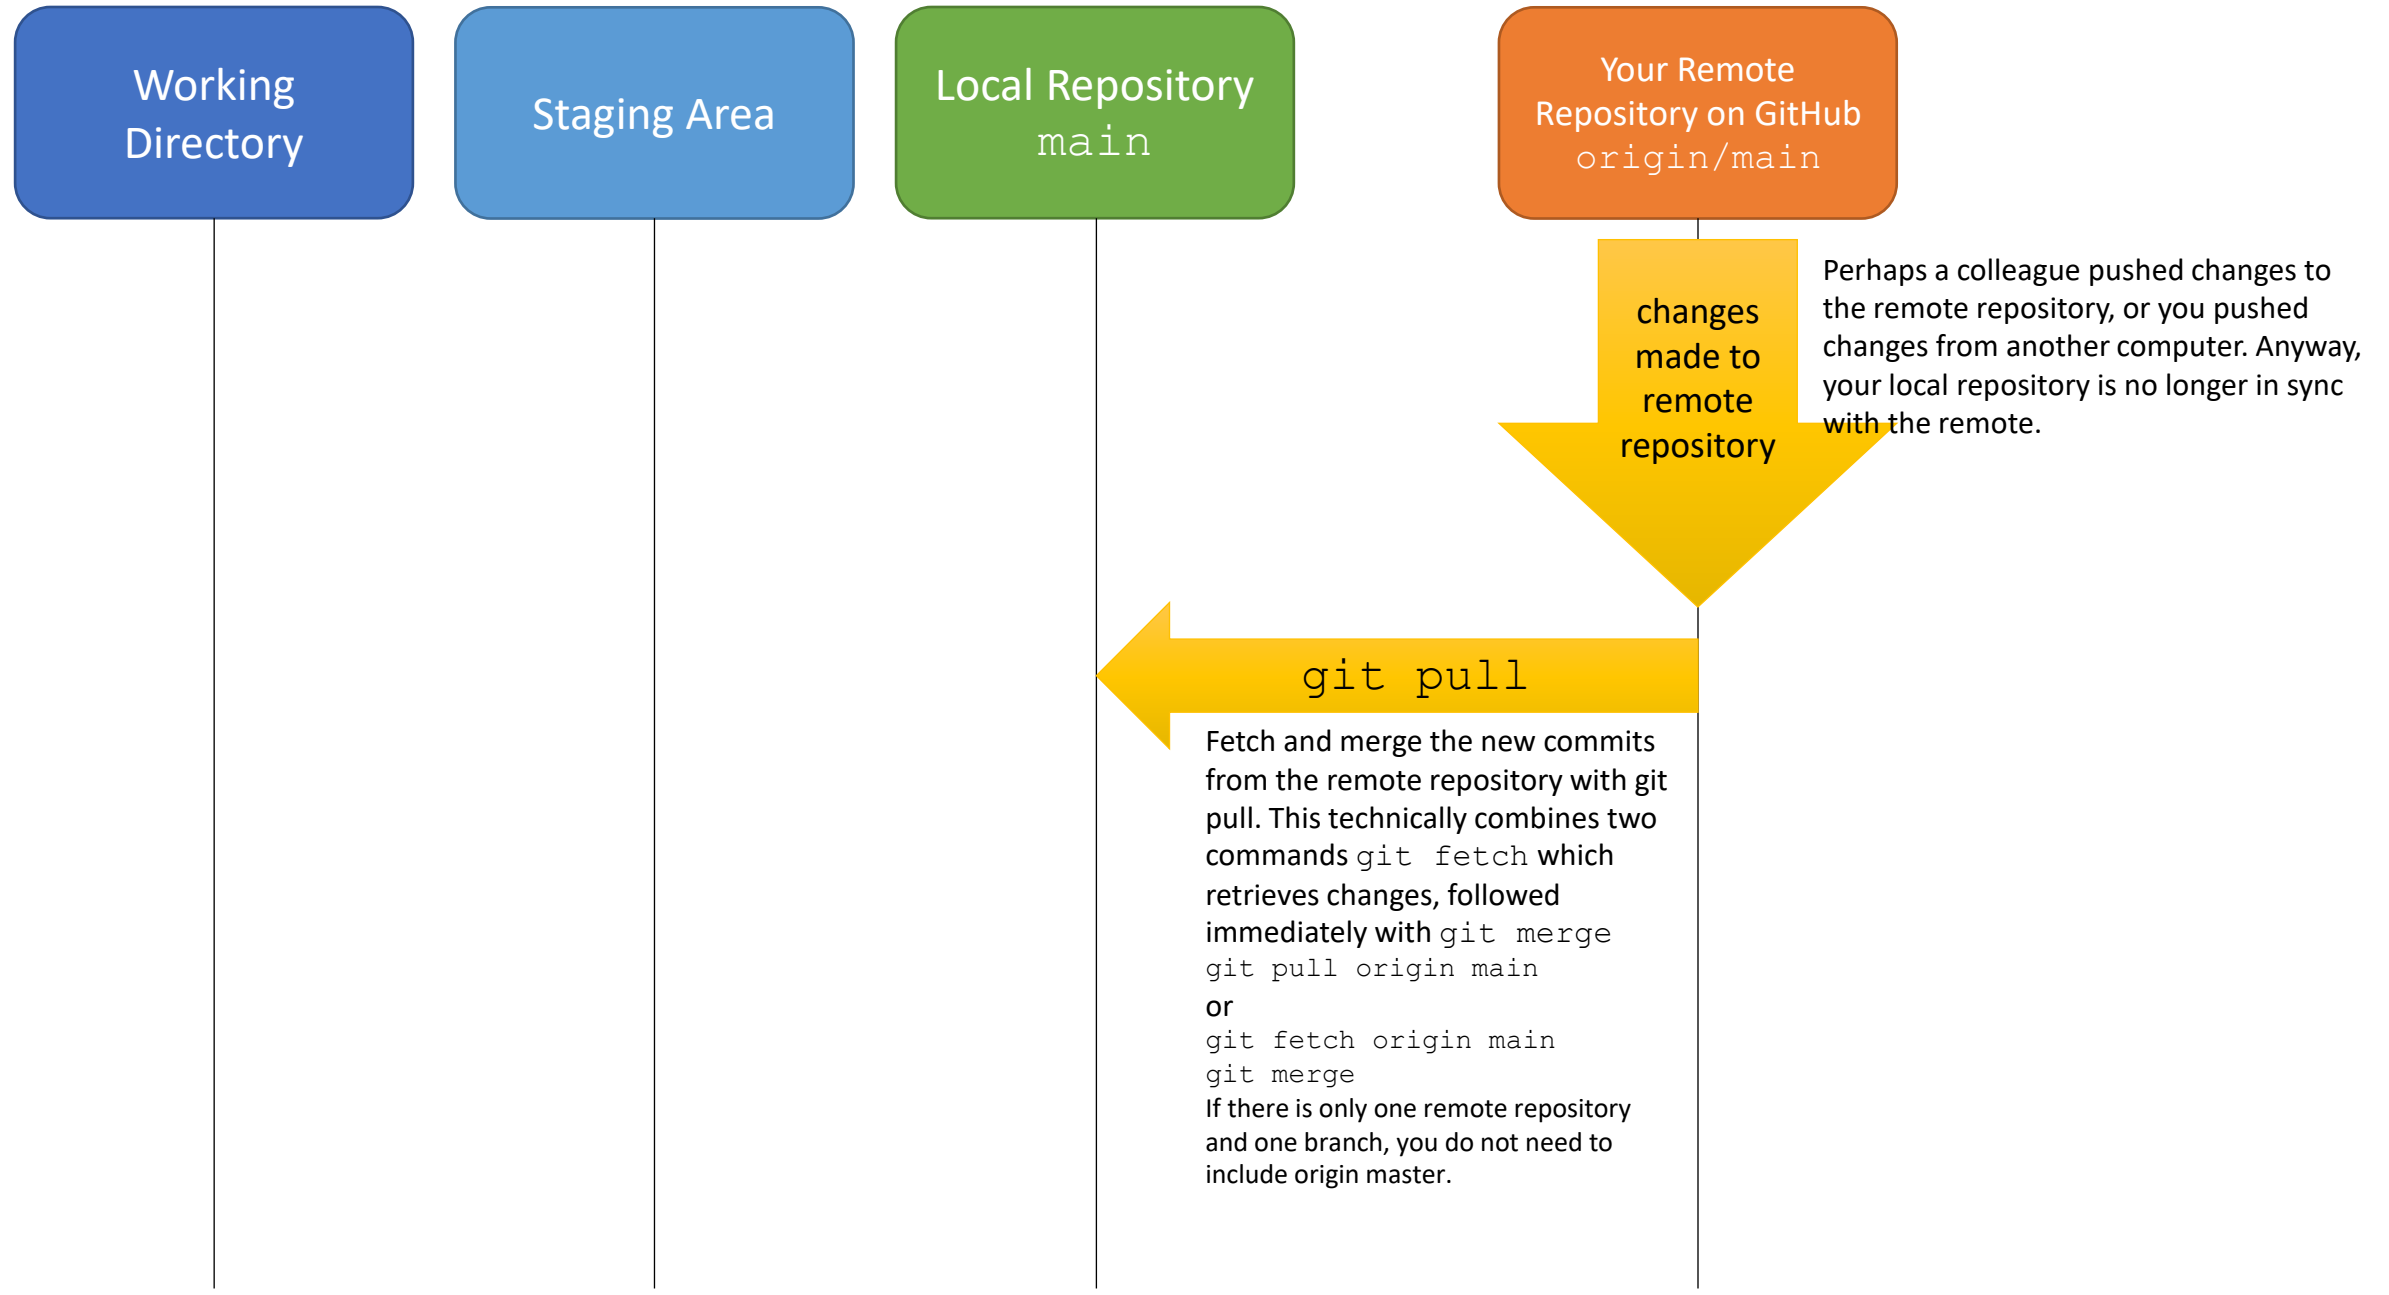 Working
Directory
Staging Area
Local Repository
main
Your Remote
Repository on GitHub
origin/main
changes
made to
remote
repository
Perhaps a colleague pushed changes to
the remote repository, or you pushed
changes from another computer. Anyway,
your local repository is no longer in sync
with the remote.
git pull
Fetch and merge the new commits
from the remote repository with git
pull. This technically combines two
commands git fetch which
retrieves changes, followed
immediately with git merge
git pull origin main
or
git fetch origin main
git merge
If there is only one remote repository
and one branch, you do not need to
include origin master.